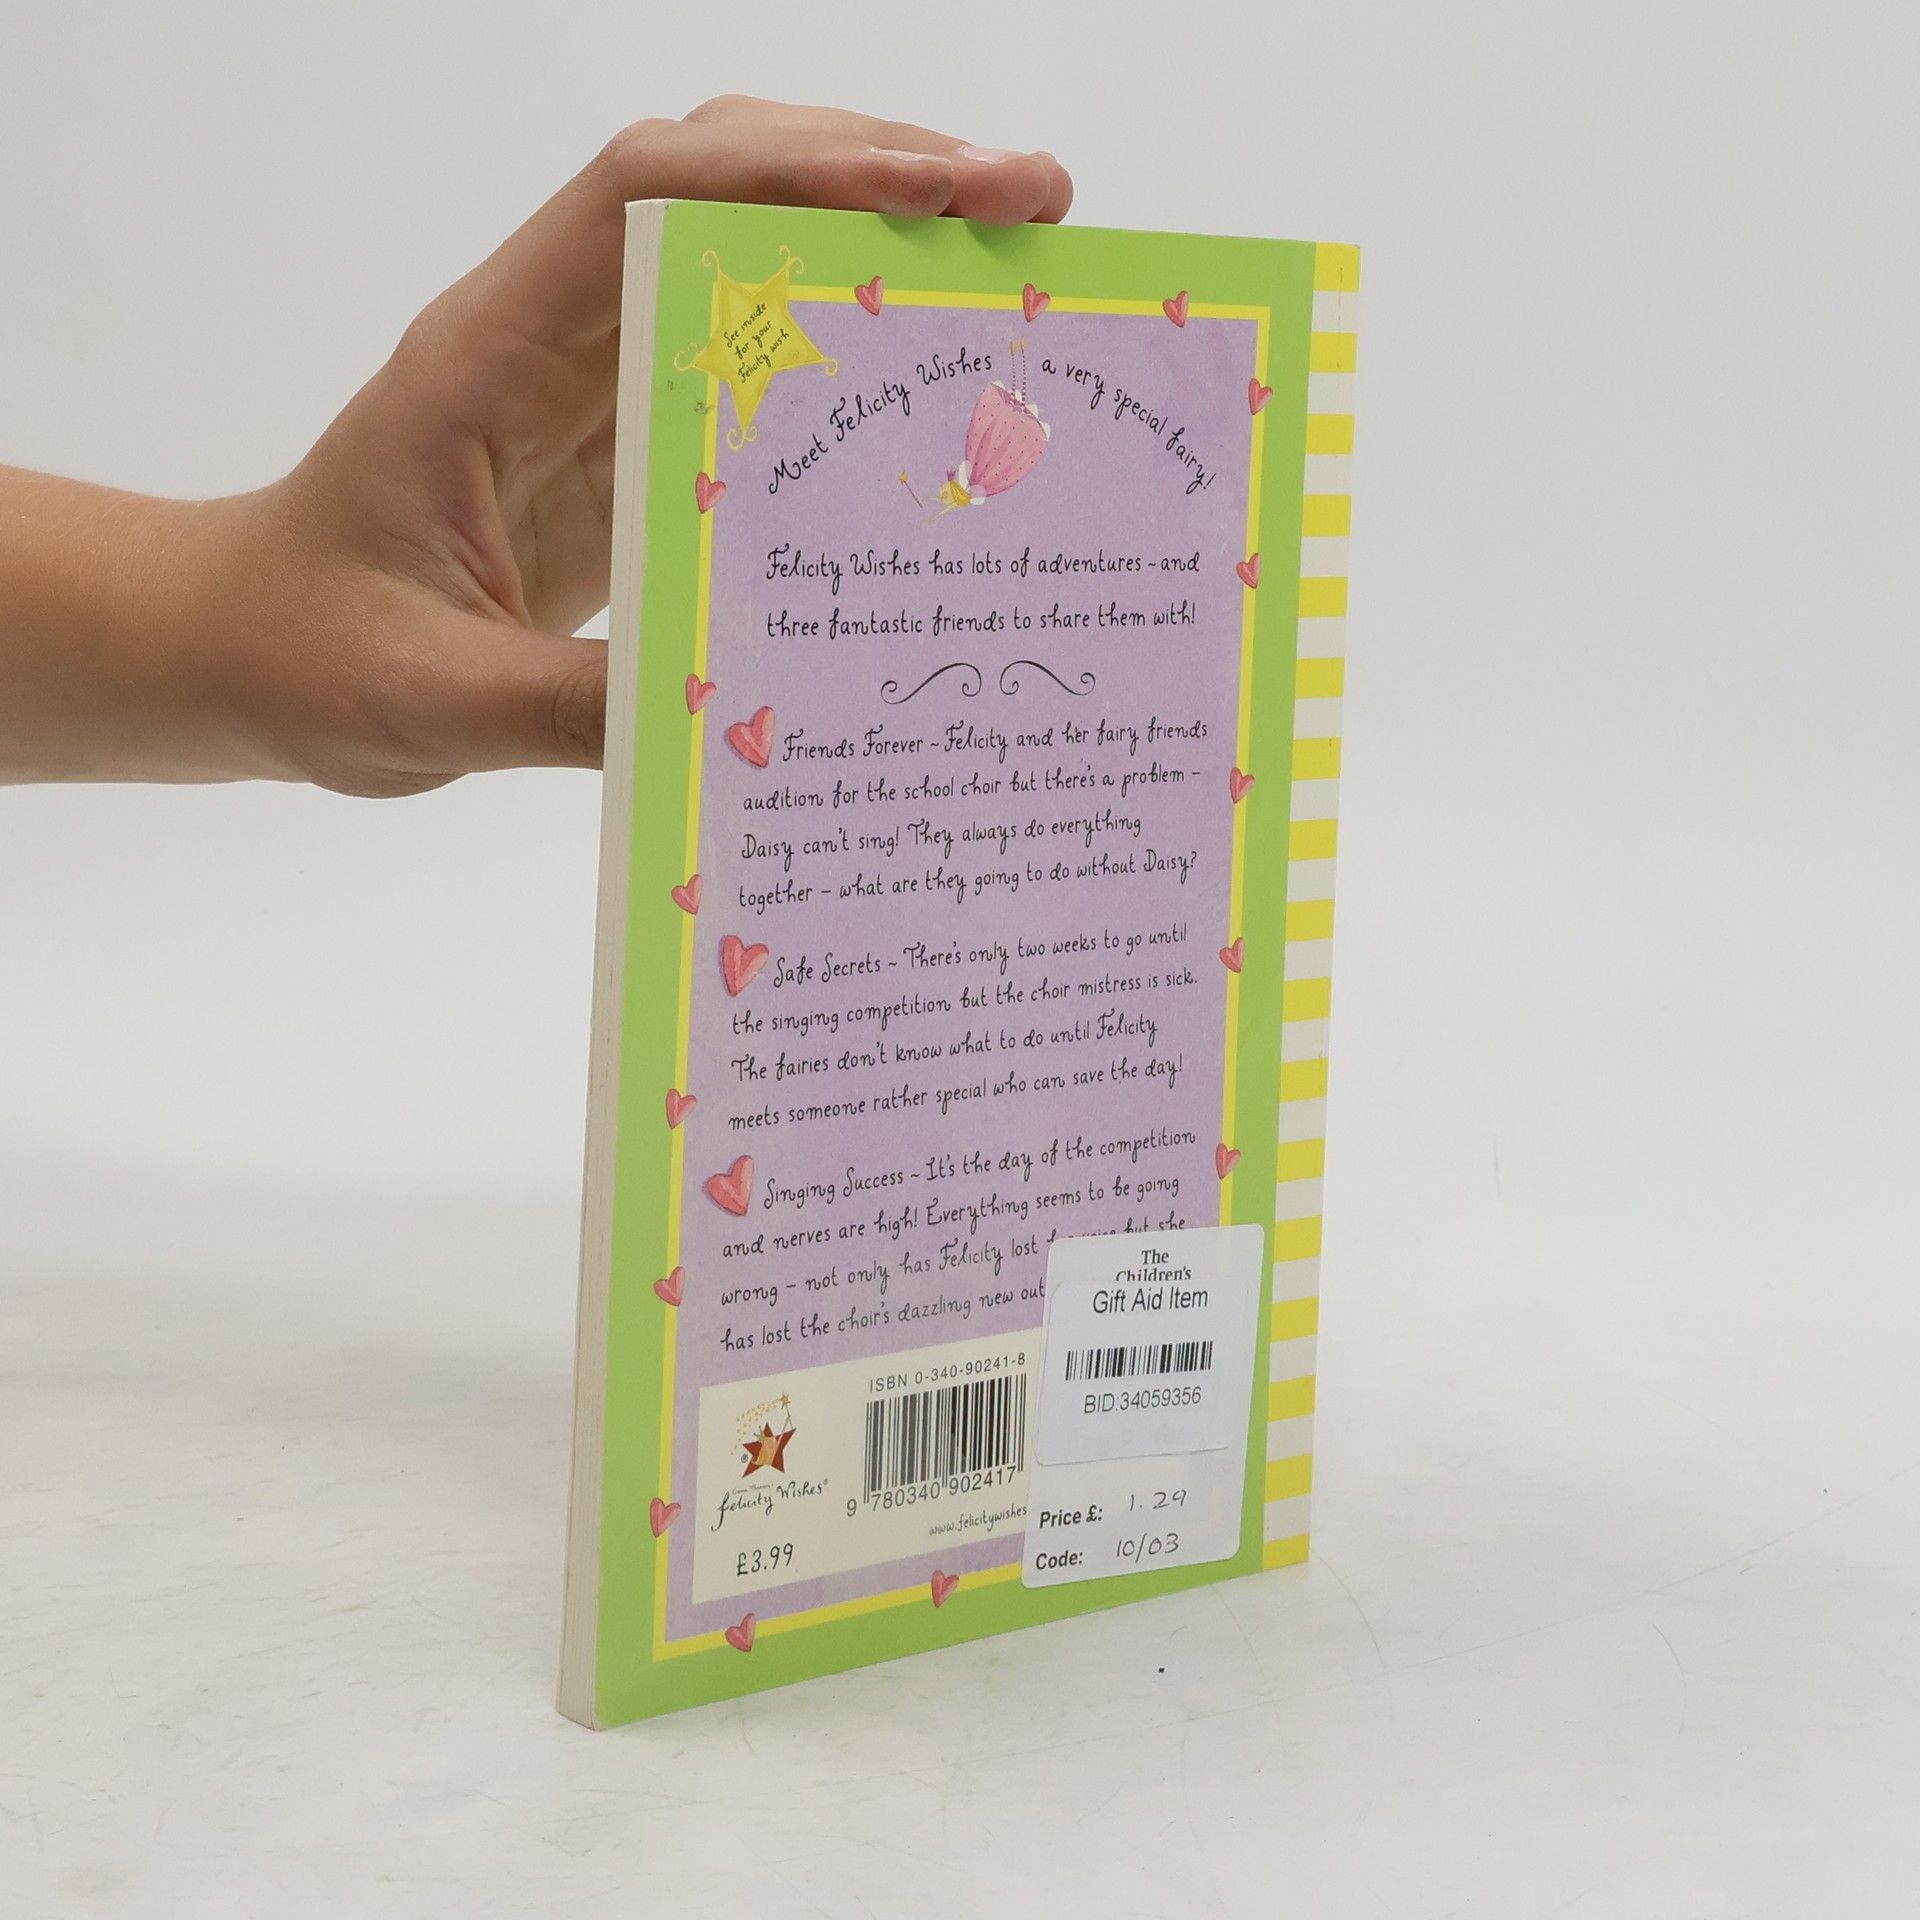 See inside
for your
Felicity wish
Meet Felicity Wishes a very special fairy!
Felicity Wishes has lots of adventures ~ and
three fantastic friends to share them with!
Friends Forever ~ Felicity and her fairy friends
audition for the school choir but there's a problem –
Daisy can't sing! They always do everything
together – what are they going to do without Daisy?
Safe Secrets ~ There's only two weeks to go until
the singing competition but the choir mistress is sick.
The fairies don't know what to do until Felicity
meets someone rather special who can save the day!
Singing Success ~ It's the day of the competition
and nerves are high! Everything seems to be going
wrong – not only has Felicity lost but she
has lost the choir's dazzling new out
The
Children's
Gift Aid Item
BID:34059356
Price £: 1.29
Code: 10/03
ISBN 0-340-90241-8
9 780340 902417
www.felicitywishes
Felicity Wishes®
£3.99